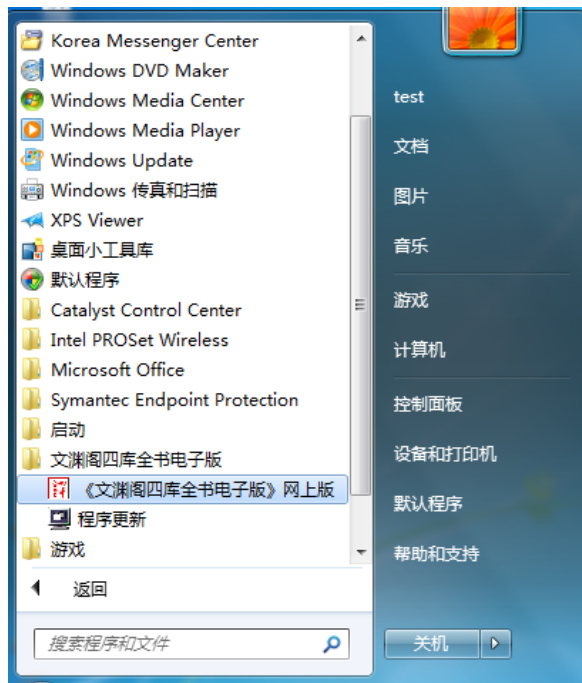 Korea Messenger Center
Windows DVD Maker
Windows Media Center
Windows Media Player
Windows Update
Windows 传真和扫描
XPS Viewer
桌面小工具库
默认程序
Catalyst Control Center
Intel PROSet Wireless
Microsoft Office
Symantec Endpoint Protection
启动
文渊阁四库全书电子版
《文渊阁四库全书电子版》网上版
程序更新
游戏
返回
搜索程序和文件
test
文档
图片
音乐
游戏
计算机
控制面板
设备和打印机
默认程序
帮助和支持
关机